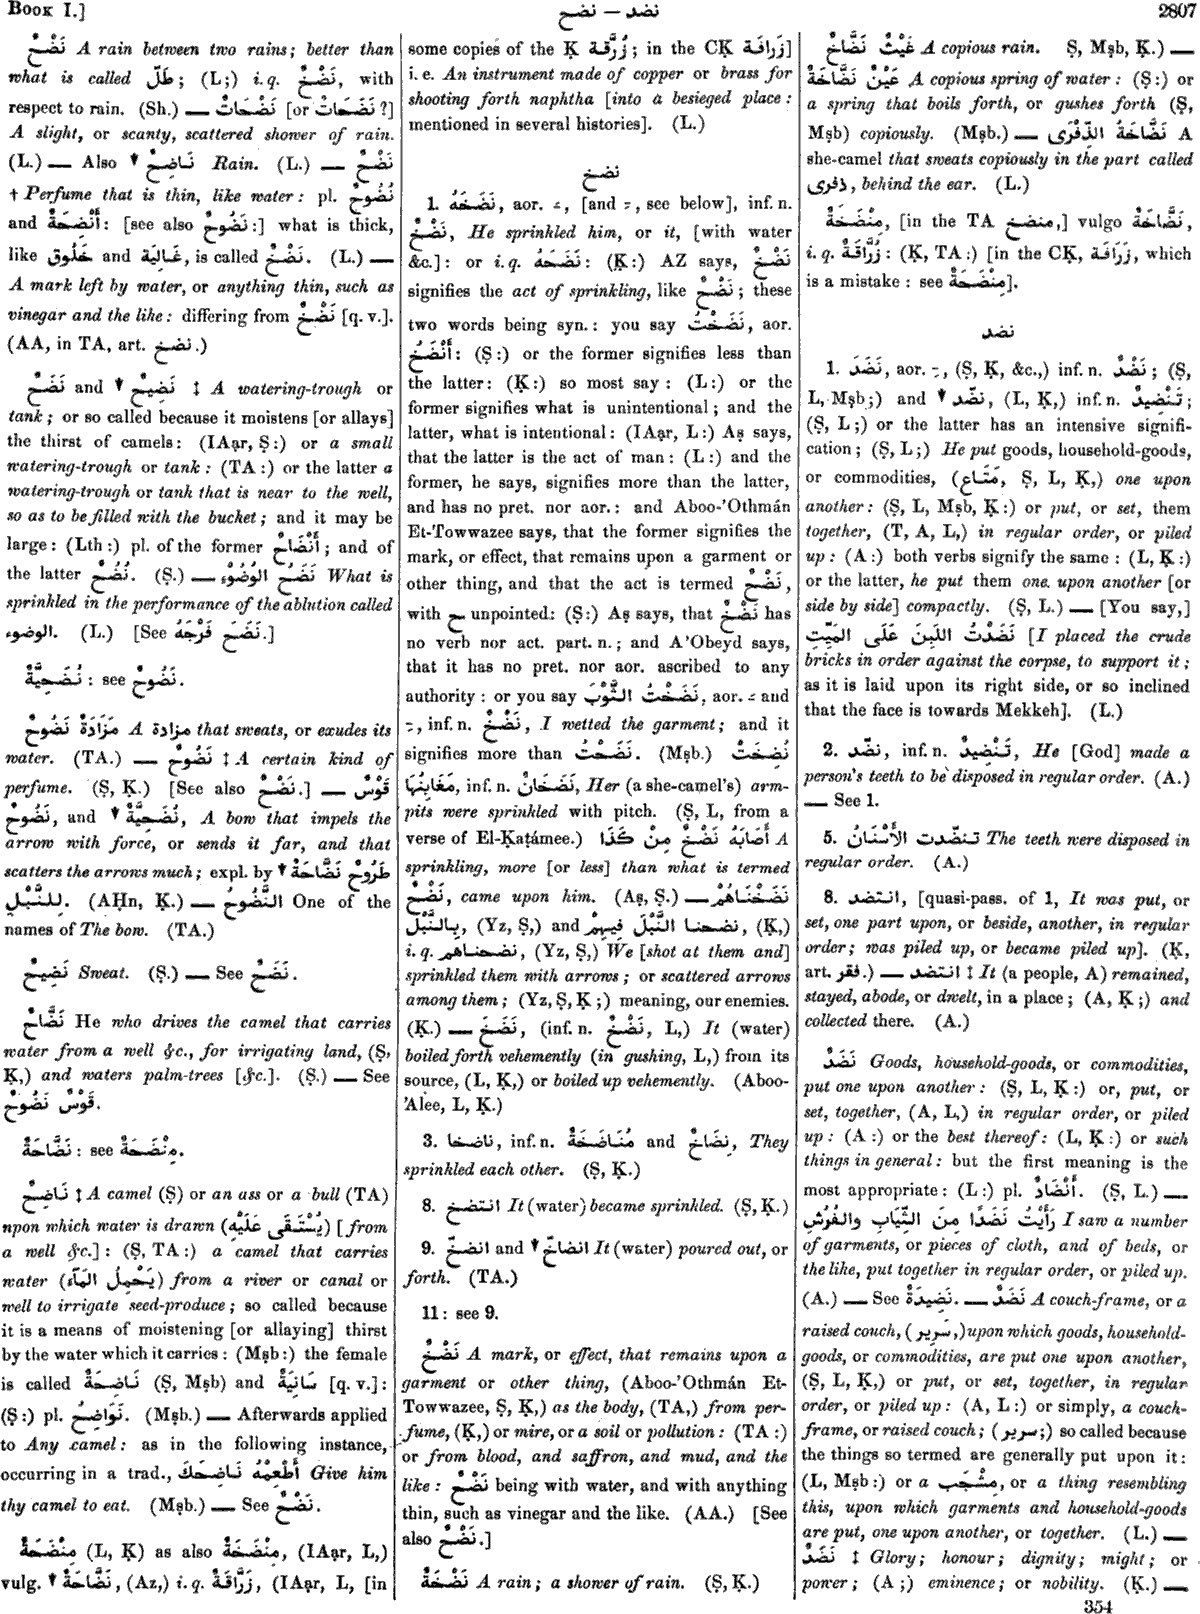 BOOK I.]
نضد — نضح
2807
نَضْحٌ A rain between two rains; better than
what is called طَلّ; (L;) i. q. نَضْحٌ, with
respect to rain. (Sh.) — نَضْحَاتٌ [or نَضَحَاتٌ?]
A slight, or scanty, scattered shower of rain.
(L.) — Also ▼ نَاضِحٌ Rain. (L.) — نَضْحٌ
† Perfume that is thin, like water: pl. نُضُوحٌ
and أَنْضِحَةٌ: [see also نَضُوحٌ:] what is thick,
like خَلُوق and غَالِيَة, is called نَضْخٌ. (L.) —
A mark left by water, or anything thin, such as
vinegar and the like: differing from نَضْخٌ [q. v.].
(AA, in TA, art. نضخ.)
نَضَحٌ and ▼ نَضِيحٌ ‡ A watering-trough or
tank; or so called because it moistens [or allays]
the thirst of camels: (IAạr, Ṣ:) or a small
watering-trough or tank: (TA:) or the latter a
watering-trough or tank that is near to the well,
so as to be filled with the bucket; and it may be
large: (Lth:) pl. of the former أَنْضَاحٌ; and of
the latter نُضُحٌ. (Ṣ.) — نَضَحُ الوُضُوْءِ What is
sprinkled in the performance of the ablution called
الوضوء. (L.) [See نَضَحَ فَرْجَهُ.]
نُضَحِيَّةٌ: see نَضُوحٌ.
مَزَادَةٌ نَضُوحٌ A مزادة that sweats, or exudes its
water. (TA.) — نَضُوحٌ ‡ A certain kind of
perfume. (Ṣ, Ḳ.) [See also نَضْحٌ.] — قَوْسٌ
نَضُوحٌ, and ▼ نُضَحِيَّةٌ, A bow that impels the
arrow with force, or sends it far, and that
scatters the arrows much; expl. by ▼ طَرُوحٌ نَضَّاحَةٌ
لِلنَّبْلِ. (AḤn, Ḳ.) — النَّضُوحُ One of the
names of The bow. (TA.)
نَضِيحٌ Sweat. (Ṣ.) — See نَضَحٌ.
نَضَّاحٌ He who drives the camel that carries
water from a well &c., for irrigating land, (Ṣ,
Ḳ,) and waters palm-trees [&c.]. (Ṣ.) — See
قَوْسٌ نَضُوحٌ.
نَضَّاحَةٌ: see مِنْضَحَةٌ.
نَاضِحٌ ‡ A camel (Ṣ) or an ass or a bull (TA)
upon which water is drawn (يُسْتَقَى عَلَيْهِ) [from
a well &c.]: (Ṣ, TA:) a camel that carries
water (يَحْمِلُ المَآءَ) from a river or canal or
well to irrigate seed-produce; so called because
it is a means of moistening [or allaying] thirst
by the water which it carries: (Mṣb:) the female
is called نَاضِحَةٌ (Ṣ, Mṣb) and سَانِيَةٌ [q. v.]:
(Ṣ:) pl. نَوَاضِحُ. (Mṣb.) — Afterwards applied
to Any camel: as in the following instance,
occurring in a trad., أَطْعِمْهُ نَاضِحَكَ Give him
thy camel to eat. (Mṣb.) — See نَضْحٌ.
مِنْضَحَةٌ (L, Ḳ) as also مِنْضَخَةٌ, (IAạr, L,)
vulg. ▼ نَضَّاحَةٌ, (Az,) i. q. زَرَّاقَةٌ, (IAạr, L, [in
some copies of the Ḳ زُرَّقَة; in the CḲ زَرَافَة]
i. e. An instrument made of copper or brass for
shooting forth naphtha [into a besieged place:
mentioned in several histories]. (L.)
نضخ
1. نَضَخَهُ, aor. ـَ, [and ـِ, see below], inf. n.
نَضْخٌ, He sprinkled him, or it, [with water
&c.]: or i. q. نَضَحَهُ: (Ḳ:) AZ says, نَضْخٌ
signifies the act of sprinkling, like نَضْحٌ; these
two words being syn.: you say نَضَخْتُ, aor.
أَنْضَخُ: (Ṣ:) or the former signifies less than
the latter: (Ḳ:) so most say: (L:) or the
former signifies what is unintentional; and the
latter, what is intentional: (IAạr, L:) Aṣ says,
that the latter is the act of man: (L:) and the
former, he says, signifies more than the latter,
and has no pret. nor aor.: and Aboo-'Othmán
Et-Towwazee says, that the former signifies the
mark, or effect, that remains upon a garment or
other thing, and that the act is termed نَضْحٌ,
with ح unpointed: (Ṣ:) Aṣ says, that نَضْخٌ has
no verb nor act. part. n.; and A'Obeyd says,
that it has no pret. nor aor. ascribed to any
authority: or you say نَضَخْتُ الثَّوْبَ, aor. ـَ and
ـِ, inf. n. نَضْخٌ, I wetted the garment; and it
signifies more than نَضَحْتُ. (Mṣb.) نُضِخَتْ
مَغَابِنُهَا, inf. n. نَضَخَانٌ, Her (a she-camel's) arm-
pits were sprinkled with pitch. (Ṣ, L, from a
verse of El-Ḳaṭámee.) أَصَابَهُ نَضْخٌ مِنْ كَذَا A
sprinkling, more [or less] than what is termed
نَضْحٌ, came upon him. (Aṣ, Ṣ.) — نَضَخْنَاهُمْ
بِالنَّبْلِ, (Yz, Ṣ,) and نضخنا النَّبْلَ فِيهِمْ, (Ḳ,)
i. q. نضحناهم, (Yz, Ṣ,) We [shot at them and]
sprinkled them with arrows; or scattered arrows
among them; (Yz, Ṣ, Ḳ;) meaning, our enemies.
(Ḳ.) — نَضَخَ, (inf. n. نَضْخٌ, L,) It (water)
boiled forth vehemently (in gushing, L,) from its
source, (L, Ḳ,) or boiled up vehemently. (Aboo-
'Alee, L, Ḳ.)
3. ناضخا, inf. n. مُنَاضَخَةٌ and نِضَاخٌ, They
sprinkled each other. (Ṣ, Ḳ.)
8. انتضخ It (water) became sprinkled. (Ṣ, Ḳ.)
9. انضخّ and ▼ انضاخّ It (water) poured out, or
forth. (TA.)
11: see 9.
نَضْخٌ A mark, or effect, that remains upon a
garment or other thing, (Aboo-'Othmán Et-
Towwazee, Ṣ, Ḳ,) as the body, (TA,) from per-
fume, (Ḳ,) or mire, or a soil or pollution: (TA:)
or from blood, and saffron, and mud, and the
like: نَضْحٌ being with water, and with anything
thin, such as vinegar and the like. (AA.) [See
also نَضْحٌ.]
نَضْخَةٌ A rain; a shower of rain. (Ṣ, Ḳ.)
غَيْثٌ نَضَّاخٌ A copious rain. Ṣ, Mṣb, Ḳ.) —
عَيْنٌ نَضَّاخَةٌ A copious spring of water: (Ṣ:) or
a spring that boils forth, or gushes forth (Ṣ,
Mṣb) copiously. (Mṣb.) — نَضَّاخَةُ الذِّفْرَى A
she-camel that sweats copiously in the part called
ذفرى, behind the ear. (L.)
مِنْضَخَةٌ, [in the TA منضخ,] vulgo نَضَّاخَةٌ,
i. q. زُرَّاقَةٌ: (Ḳ, TA:) [in the CḲ, زَرَافَة, which
is a mistake: see مِنْضَحَةٌ].
نضد
1. نَضَدَ, aor. ـِ, (Ṣ, Ḳ, &c.,) inf. n. نَضْدٌ; (Ṣ,
L, Mṣb;) and ▼ نضّد, (L, Ḳ,) inf. n. تَنْضِيدٌ;
(Ṣ, L;) or the latter has an intensive signifi-
cation; (Ṣ, L;) He put goods, household-goods,
or commodities, (مَتَاع, Ṣ, L, Ḳ,) one upon
another: (Ṣ, L, Mṣb, Ḳ:) or put, or set, them
together, (T, A, L,) in regular order, or piled
up: (A:) both verbs signify the same: (L, Ḳ:)
or the latter, he put them one upon another [or
side by side] compactly. (Ṣ, L.) — [You say,]
نَضَدْتُ اللَّبِنَ عَلَى المَيِّتِ [I placed the crude
bricks in order against the corpse, to support it;
as it is laid upon its right side, or so inclined
that the face is towards Mekkeh]. (L.)
2. نضّد, inf. n. تَنْضِيدٌ, He [God] made a
person's teeth to be disposed in regular order. (A.)
— See 1.
5. تنضّدت الأَسْنَانُ The teeth were disposed in
regular order. (A.)
8. انتضد, [quasi-pass. of 1, It was put, or
set, one part upon, or beside, another, in regular
order; was piled up, or became piled up]. (Ḳ,
art. فقر.) — انتضد ‡ It (a people, A) remained,
stayed, abode, or dwelt, in a place; (A, Ḳ;) and
collected there. (A.)
نَضَدٌ Goods, household-goods, or commodities,
put one upon another: (Ṣ, L, Ḳ:) or, put, or
set, together, (A, L,) in regular order, or piled
up: (A:) or the best thereof: (L, Ḳ:) or such
things in general: but the first meaning is the
most appropriate: (L:) pl. أَنْضَادٌ. (Ṣ, L.) —
رَأَيْتُ نَضَدًا مِنَ الثِّيَابِ والفُرُشِ I saw a number
of garments, or pieces of cloth, and of beds, or
the like, put together in regular order, or piled up.
(A.) — See نَضِيدَةٌ. — نَضَدٌ A couch-frame, or a
raised couch, (سَرِير,) upon which goods, household-
goods, or commodities, are put one upon another,
(Ṣ, L, Ḳ,) or put, or set, together, in regular
order, or piled up: (A, L:) or simply, a couch-
frame, or raised couch; (سرير;) so called because
the things so termed are generally put upon it:
(L, Mṣb:) or a مِشْجَب, or a thing resembling
this, upon which garments and household-goods
are put, one upon another, or together. (L.) —
نَضَدٌ ‡ Glory; honour; dignity; might; or
power; (A;) eminence; or nobility. (Ḳ.) —
354